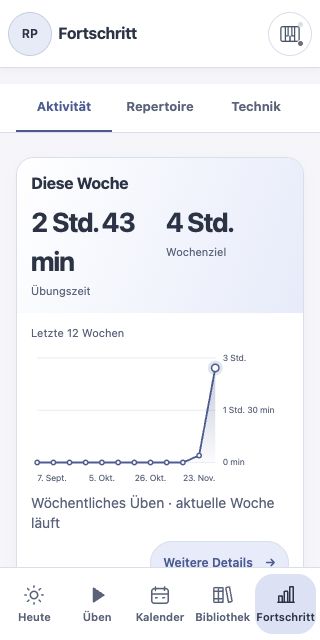 RP Fortschritt
Aktivität Repertoire Technik
Diese Woche
2 Std. 43 4 Std.
min Wochenziel
Übungszeit
Letzte 12 Wochen
3 Std.
1 Std. 30 min
0 min
7. Sept. 5. Okt. 26. Okt. 23. Nov.
Wöchentliches Üben · aktuelle Woche
läuft
Weitere Details →
Heute Üben Kalender Bibliothek Fortschritt